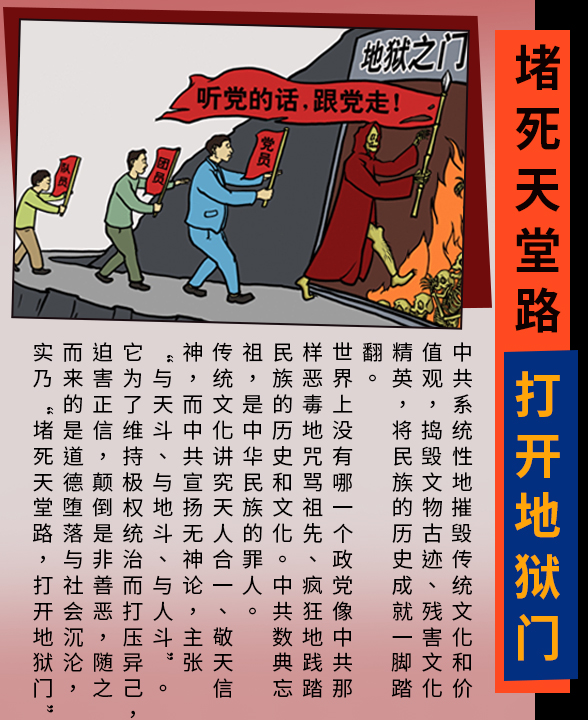 堵死天堂路
打开地狱门
地狱之门
听党的话，跟党走！
党员
团员
队员
中共系统性地摧毁传统文化和价
值观，捣毁文物古迹、残害文化
精英，将民族的历史成就一脚踏
翻。
世界上没有哪一个政党像中共那
样恶毒地咒骂祖先、疯狂地践踏
民族的历史和文化。中共数典忘
祖，是中华民族的罪人。
传统文化讲究天人合一、敬天信
神，而中共宣扬无神论，主张
“与天斗、与地斗、与人斗”。
它为了维持极权统治而打压异己，
迫害正信，颠倒是非善恶，随之
而来的是道德堕落与社会沉沦，
实乃“堵死天堂路，打开地狱门”